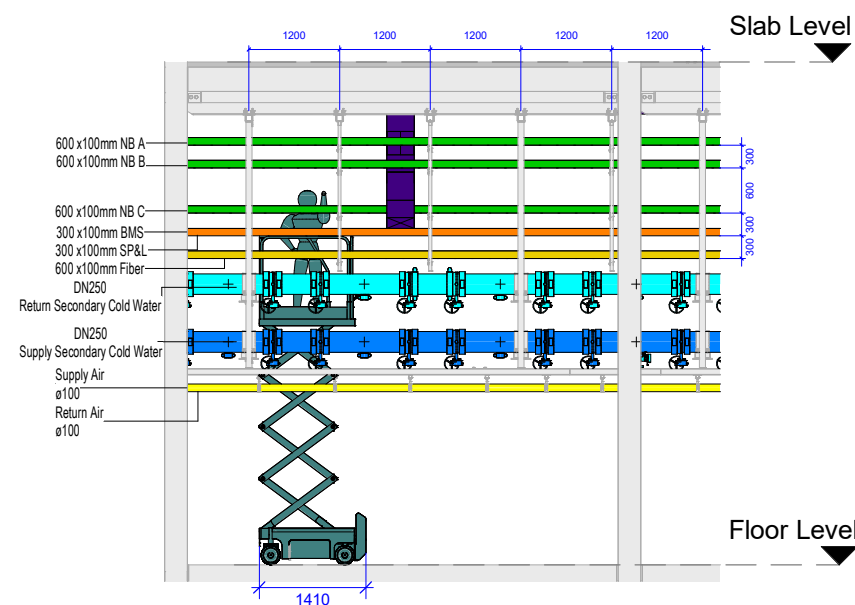 Slab Level
1200
1200
1200
1200
1200
600 x100mm NB A
600 x100mm NB B
600 x100mm NB C
300 x100mm BMS
300 x100mm SP&L
600 x100mm Fiber
DN250
Return Secondary Cold Water
DN250
Supply Secondary Cold Water
Supply Air
ø100
Return Air
ø100
300
600
300
300
Floor Level
1410